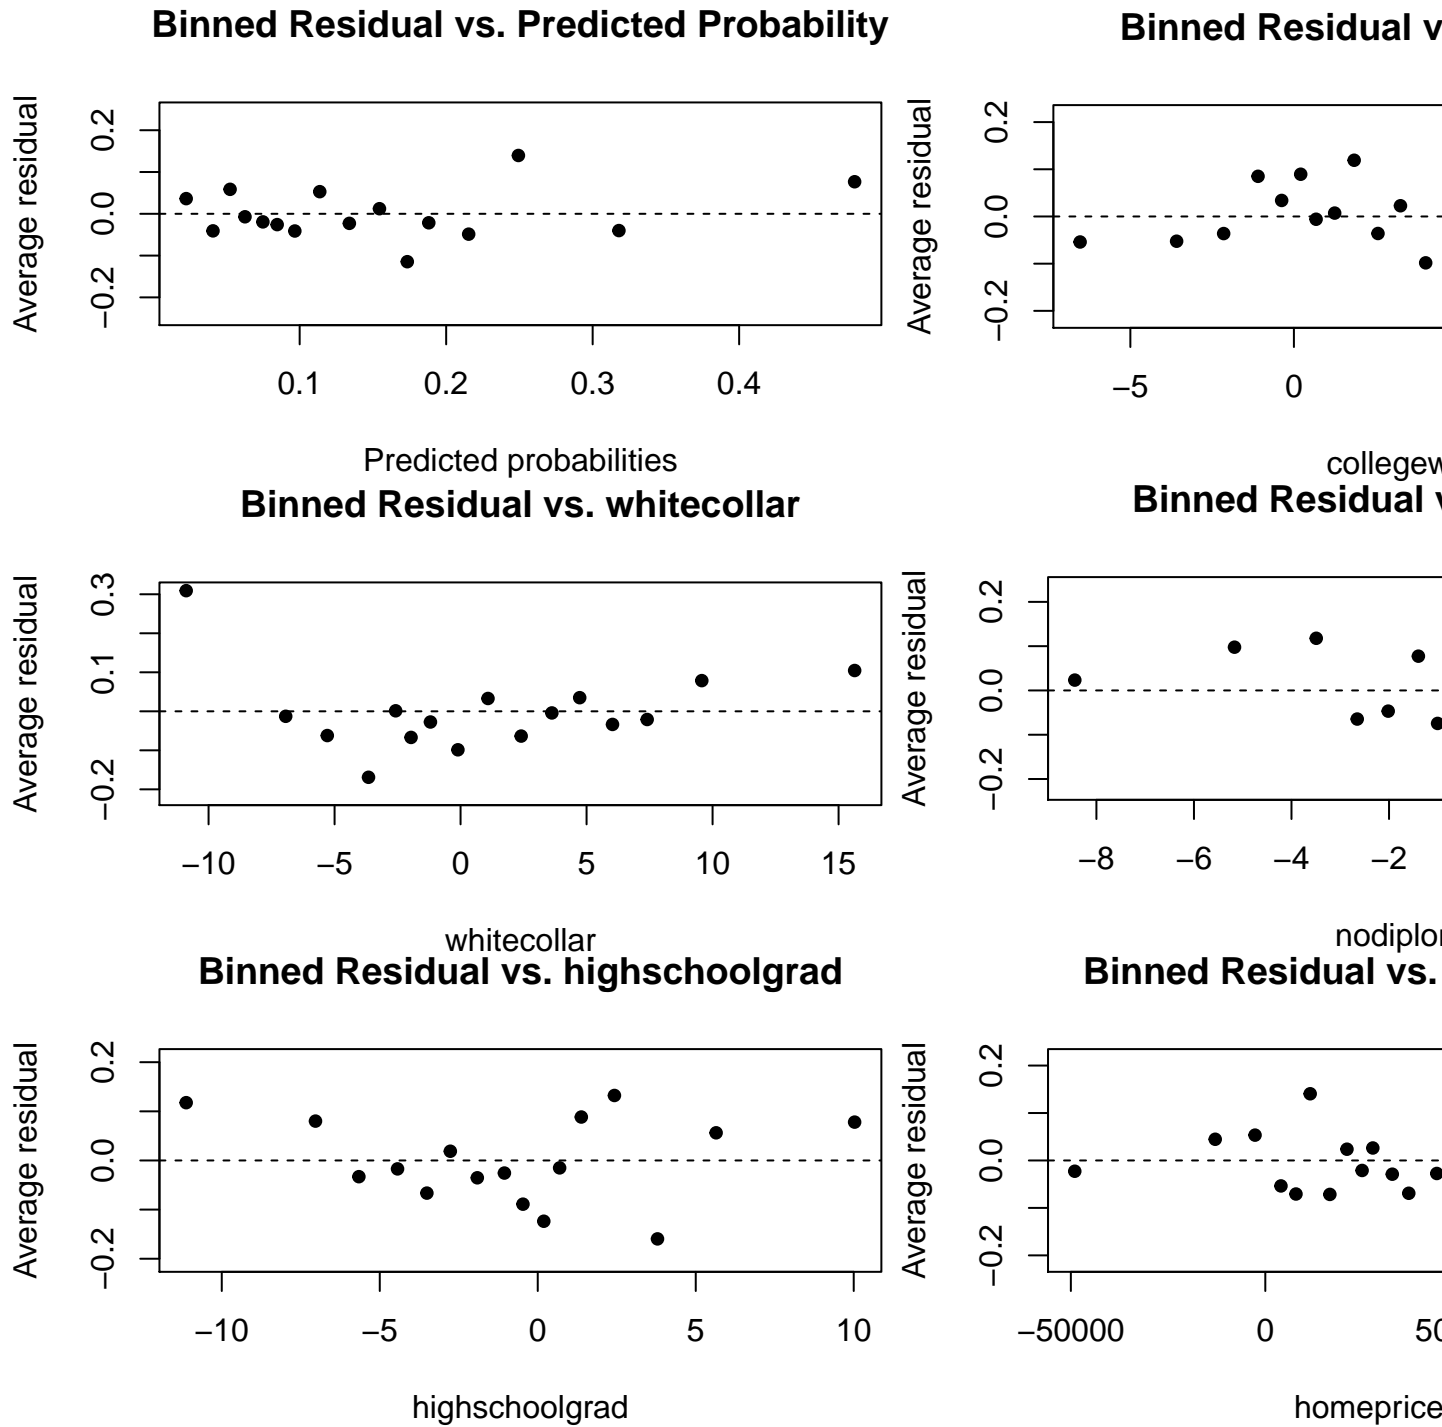 Binned Residual vs. Predicted Probability
Average residual
0.2
0.0
−0.2
0.1 0.2 0.3 0.4
Predicted probabilities
Binned Residual v
Average residual
0.2
0.0
−0.2
−5 0
collegew
Binned Residual vs. whitecollar
Average residual
0.3
0.1
−0.2
−10 −5 0 5 10 15
whitecollar
Binned Residual v
Average residual
0.2
0.0
−0.2
−8 −6 −4 −2
nodiplo
Binned Residual vs. highschoolgrad
Average residual
0.2
0.0
−0.2
−10 −5 0 5 10
highschoolgrad
Binned Residual vs.
Average residual
0.2
0.0
−0.2
−50000 0 50
homeprice